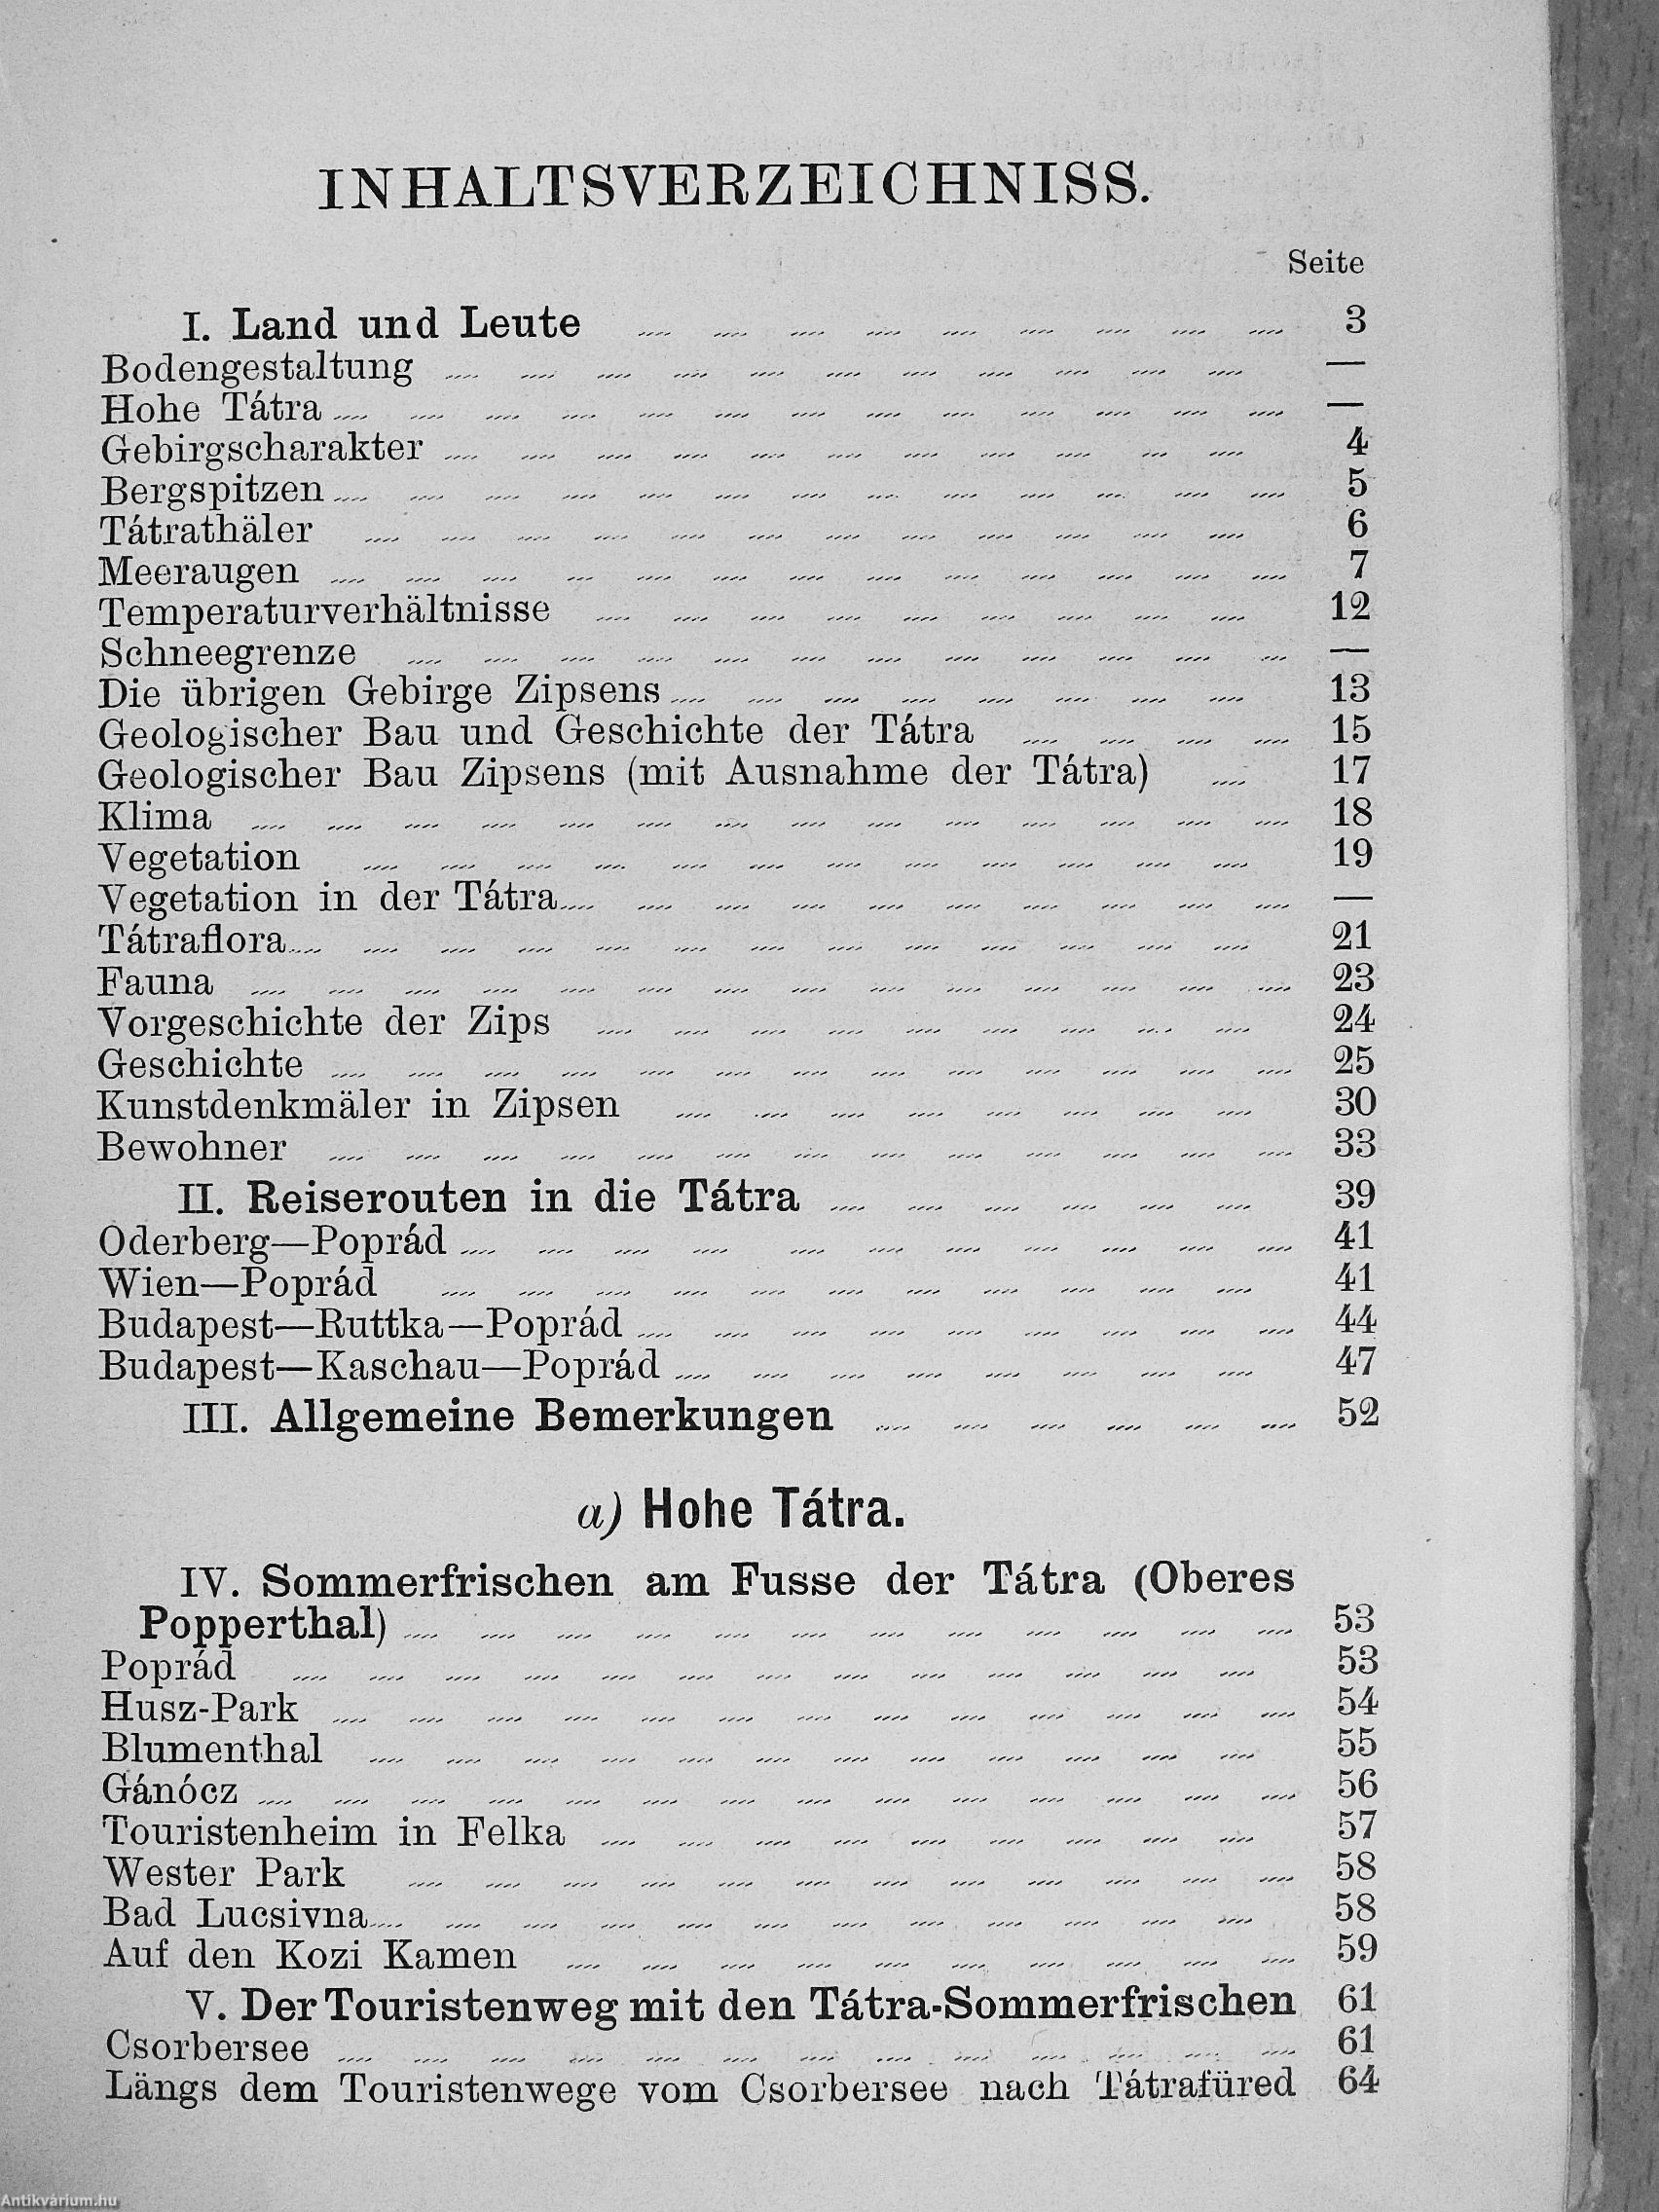 INHALTSVERZEICHNISS.
Seite
I. Land und Leute 3
Bodengestaltung —
Hohe Tátra —
Gebirgscharakter 4
Bergspitzen 5
Tátrathäler 6
Meeraugen 7
Temperaturverhältnisse 12
Schneegrenze —
Die übrigen Gebirge Zipsens 13
Geologischer Bau und Geschichte der Tátra 15
Geologischer Bau Zipsens (mit Ausnahme der Tátra) 17
Klima 18
Vegetation 19
Vegetation in der Tátra —
Tátraflora 21
Fauna 23
Vorgeschichte der Zips 24
Geschichte 25
Kunstdenkmäler in Zipsen 30
Bewohner 33
II. Reiserouten in die Tátra 39
Oderberg—Poprád 41
Wien—Poprád 41
Budapest—Ruttka—Poprád 44
Budapest—Kaschau—Poprád 47
III. Allgemeine Bemerkungen 52
a) Hohe Tátra.
IV. Sommerfrischen am Fusse der Tátra (Oberes
Popperthal) 53
Poprád 53
Husz-Park 54
Blumenthal 55
Gánócz 56
Touristenheim in Felka 57
Wester Park 58
Bad Lucsivna 58
Auf den Kozi Kamen 59
V. Der Touristenweg mit den Tátra-Sommerfrischen 61
Csorbersee 61
Längs dem Touristenwege vom Csorbersee nach Tátrafüred 64
Antikvárium.hu